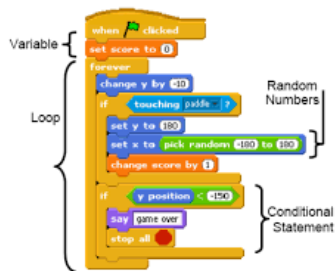 when clicked
Variable
set score to 0
forever
change y by -10
Loop
if touching paddle ?
Random
Numbers
set y to 180
set x to pick random -180 to 180
change score by 1
if y position < -150
say game over
Conditional
Statement
stop all